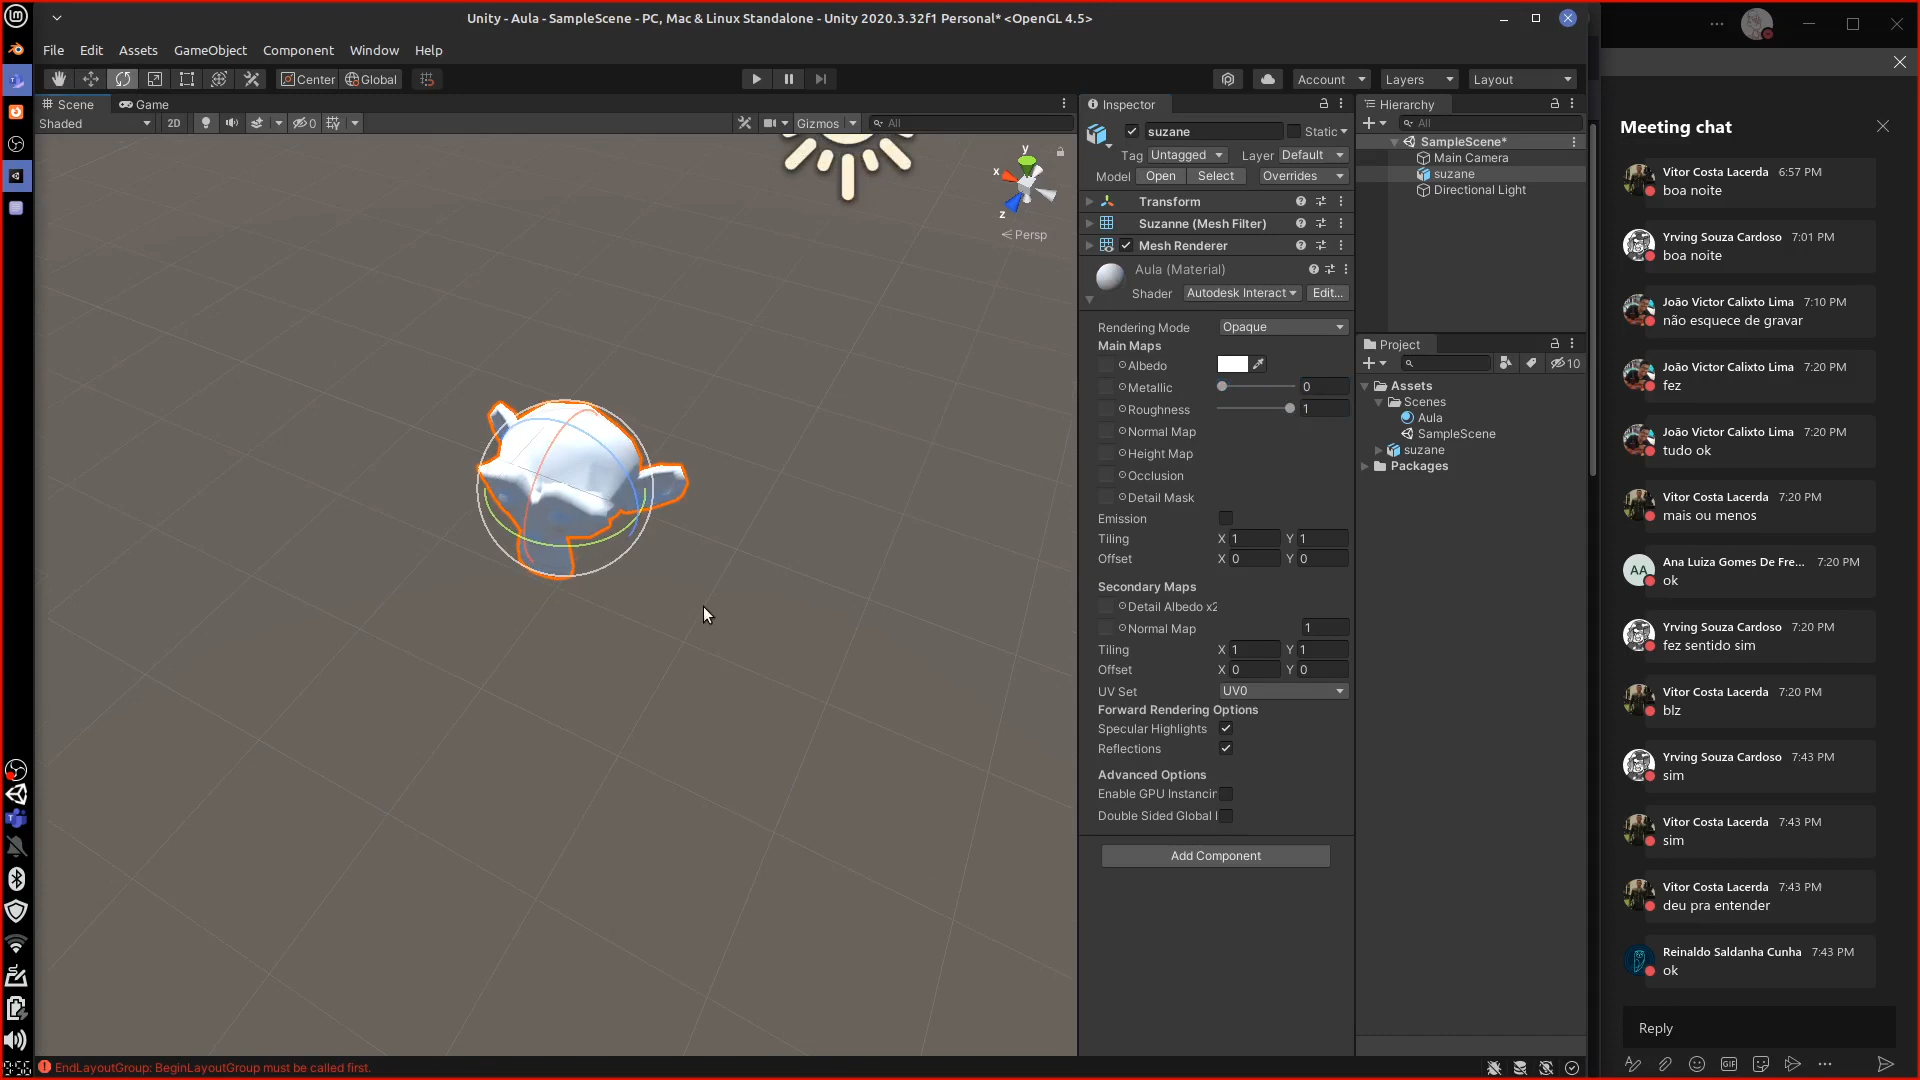 Unity - Aula - SampleScene - PC, Mac & Linux Standalone - Unity 2020.3.32f1 Personal* <OpenGL 4.5>
File Edit Assets GameObject Component Window Help
Center Global
Account Layers Layout
Scene Game
Shaded 2D 0 Gizmos All
y
x
z
Persp
Inspector
suzane Static
Tag Untagged Layer Default
Model Open Select Overrides
Transform
Suzanne (Mesh Filter)
Mesh Renderer
Aula (Material)
Shader Autodesk Interact Edit...
Rendering Mode Opaque
Main Maps
Albedo
Metallic 0
Roughness 1
Normal Map
Height Map
Occlusion
Detail Mask
Emission
Tiling X 1 Y 1
Offset X 0 Y 0
Secondary Maps
Detail Albedo x2
Normal Map 1
Tiling X 1 Y 1
Offset X 0 Y 0
UV Set UV0
Forward Rendering Options
Specular Highlights
Reflections
Advanced Options
Enable GPU Instancin
Double Sided Global I
Add Component
Hierarchy
All
SampleScene*
Main Camera
suzane
Directional Light
Project
10
Assets
Scenes
Aula
SampleScene
suzane
Packages
Meeting chat
Vitor Costa Lacerda 6:57 PM
boa noite
Yrving Souza Cardoso 7:01 PM
boa noite
João Victor Calixto Lima 7:10 PM
não esquece de gravar
João Victor Calixto Lima 7:20 PM
fez
João Victor Calixto Lima 7:20 PM
tudo ok
Vitor Costa Lacerda 7:20 PM
mais ou menos
AA
Ana Luiza Gomes De Fre... 7:20 PM
ok
Yrving Souza Cardoso 7:20 PM
fez sentido sim
Vitor Costa Lacerda 7:20 PM
blz
Yrving Souza Cardoso 7:43 PM
sim
Vitor Costa Lacerda 7:43 PM
sim
Vitor Costa Lacerda 7:43 PM
deu pra entender
Reinaldo Saldanha Cunha 7:43 PM
ok
Reply
GIF
EndLayoutGroup: BeginLayoutGroup must be called first.